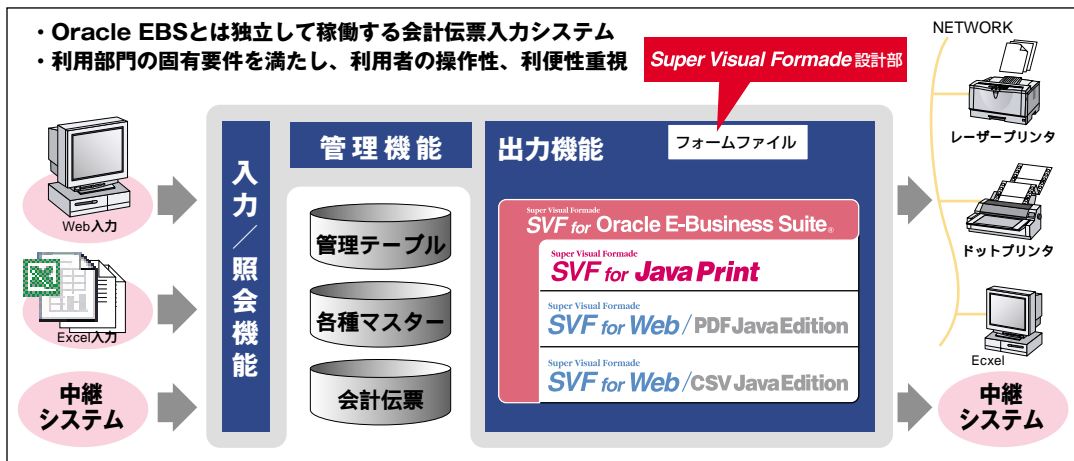 ・Oracle EBSとは独立して稼働する会計伝票入力システム
・利用部門の固有要件を満たし、利用者の操作性、利便性重視
Super Visual Formade 設計部
NETWORK
Web入力
Excel入力
中継
システム
入力／照会機能
管理機能
管理テーブル
各種マスター
会計伝票
出力機能
フォームファイル
Super Visual Formade
SVF for Oracle E-Business Suite®
Super Visual Formade
SVF for Java Print
Super Visual Formade
SVF for Web/PDF Java Edition
Super Visual Formade
SVF for Web/CSV Java Edition
レーザープリンタ
ドットプリンタ
Ecxel
中継
システム